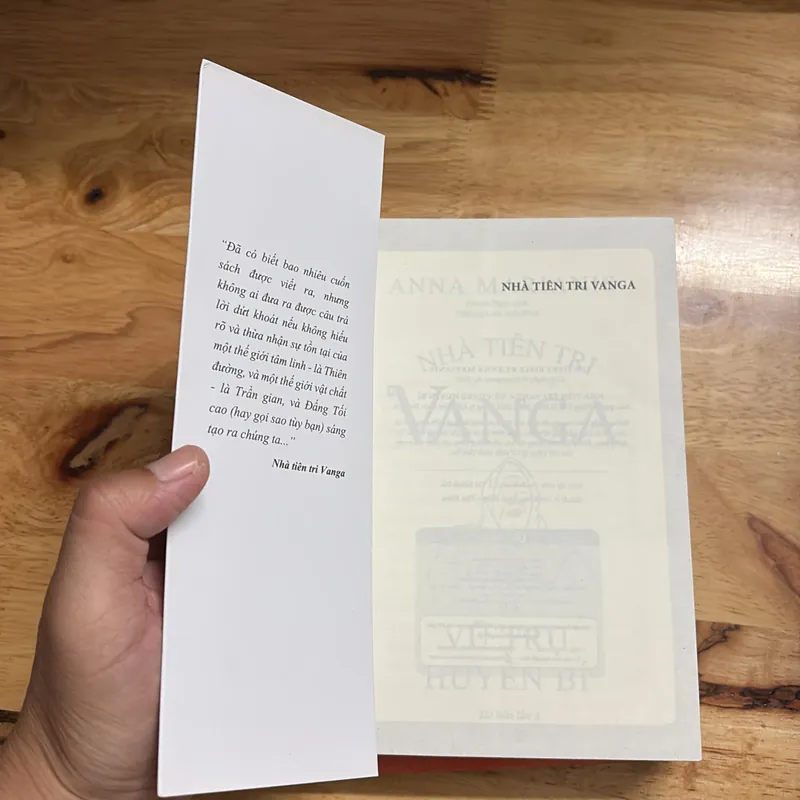 “Đã có biết bao nhiêu cuốn
sách được viết ra, nhưng
không ai đưa ra được câu trả
lời dứt khoát nếu không hiểu
rõ và thừa nhận sự tồn tại của
một thế giới tâm linh - là Thiên
đường, và một thế giới vật chất
- là Trần gian, và Đấng Tối
cao (hay gọi sao tùy bạn) sáng
tạo ra chúng ta...”
Nhà tiên tri Vanga
NHÀ TIÊN TRI VANGA
ANNA
NHÀ TIÊN TRI
VANGA
VŨ TRỤ
HUYỀN BÍ